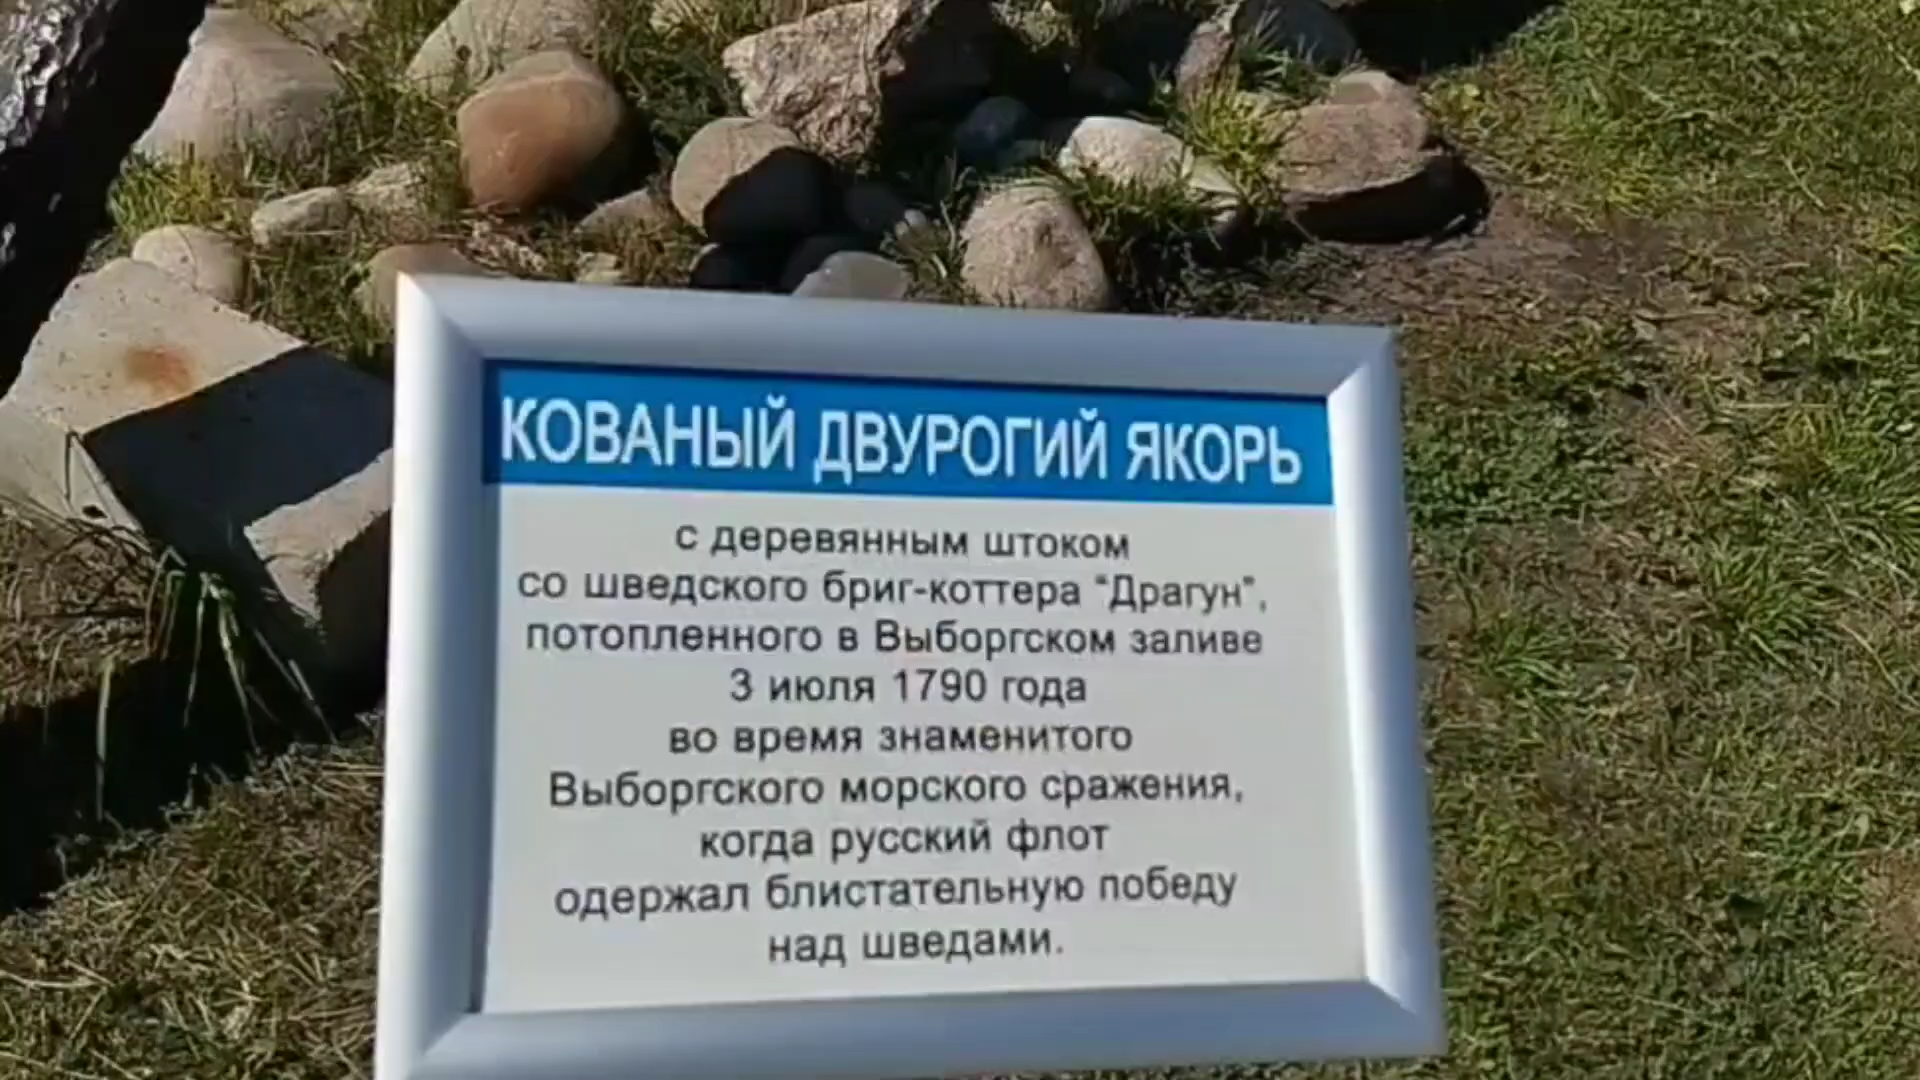 КОВАНЫЙ ДВУРОГИЙ ЯКОРЬ
с деревянным штоком
со шведского бриг-коттера “Драгун”,
потопленного в Выборгском заливе
3 июля 1790 года
во время знаменитого
Выборгского морского сражения,
когда русский флот
одержал блистательную победу
над шведами.